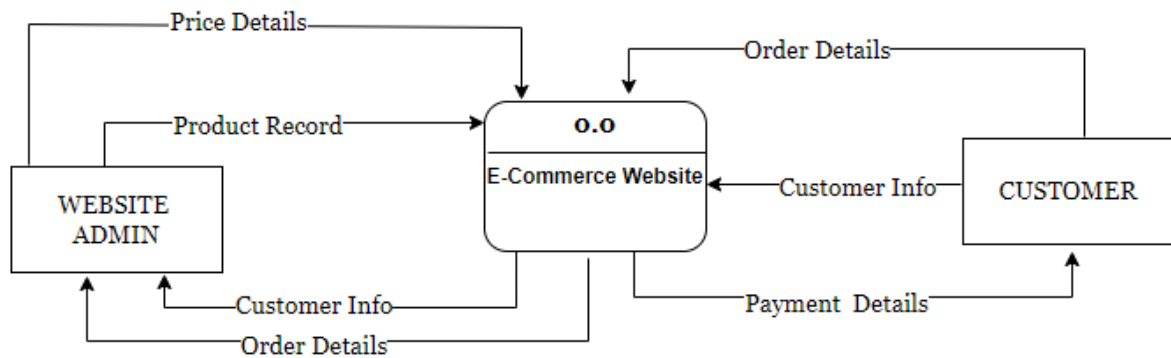 Price Details
Order Details
Product Record
0.0
E-Commerce Website
Customer Info
WEBSITE
ADMIN
CUSTOMER
Customer Info
Payment Details
Order Details